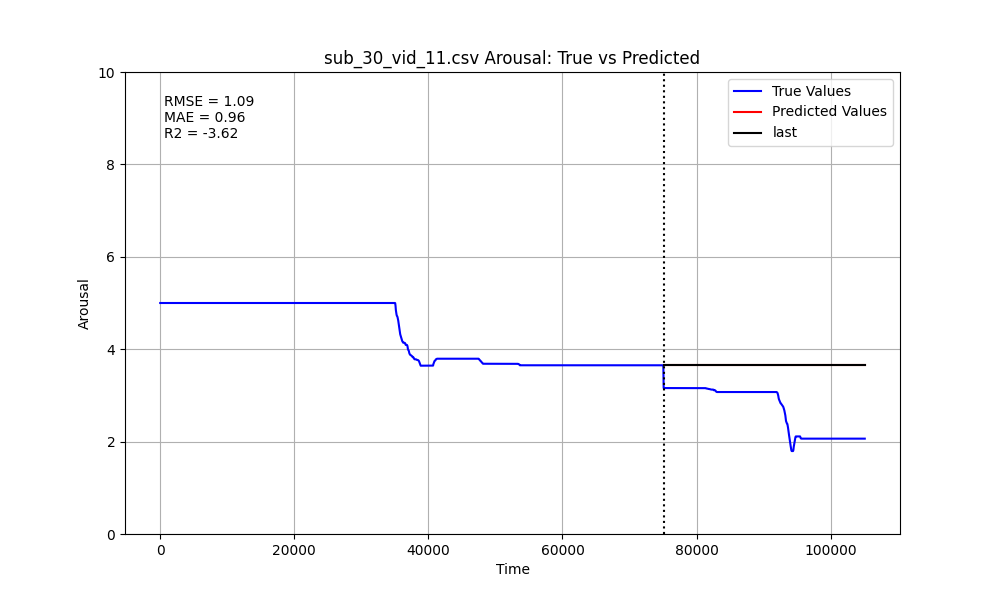 sub_30_vid_11.csv Arousal: True vs Predicted
10
8
6
4
2
0
Arousal
RMSE = 1.09
MAE = 0.96
R2 = -3.62
True Values
Predicted Values
last
0 20000 40000 60000 80000 100000
Time